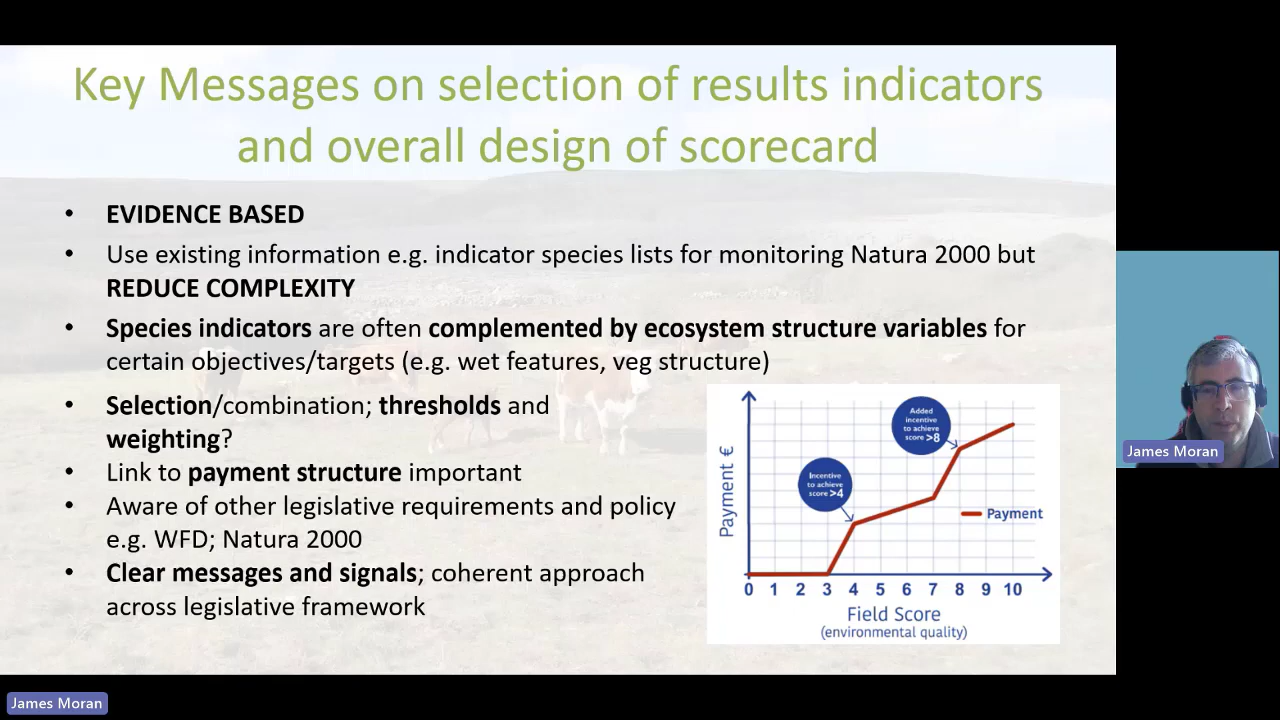 Key Messages on selection of results indicators
and overall design of scorecard
• EVIDENCE BASED
• Use existing information e.g. indicator species lists for monitoring Natura 2000 but
REDUCE COMPLEXITY
• Species indicators are often complemented by ecosystem structure variables for
certain objectives/targets (e.g. wet features, veg structure)
• Selection/combination; thresholds and
weighting?
• Link to payment structure important
• Aware of other legislative requirements and policy
e.g. WFD; Natura 2000
• Clear messages and signals; coherent approach
across legislative framework
Payment €
Added
incentive
to achieve
score >8
Incentive
to achieve
score >4
Payment
0 1 2 3 4 5 6 7 8 9 10
Field Score
(environmental quality)
James Moran
James Moran